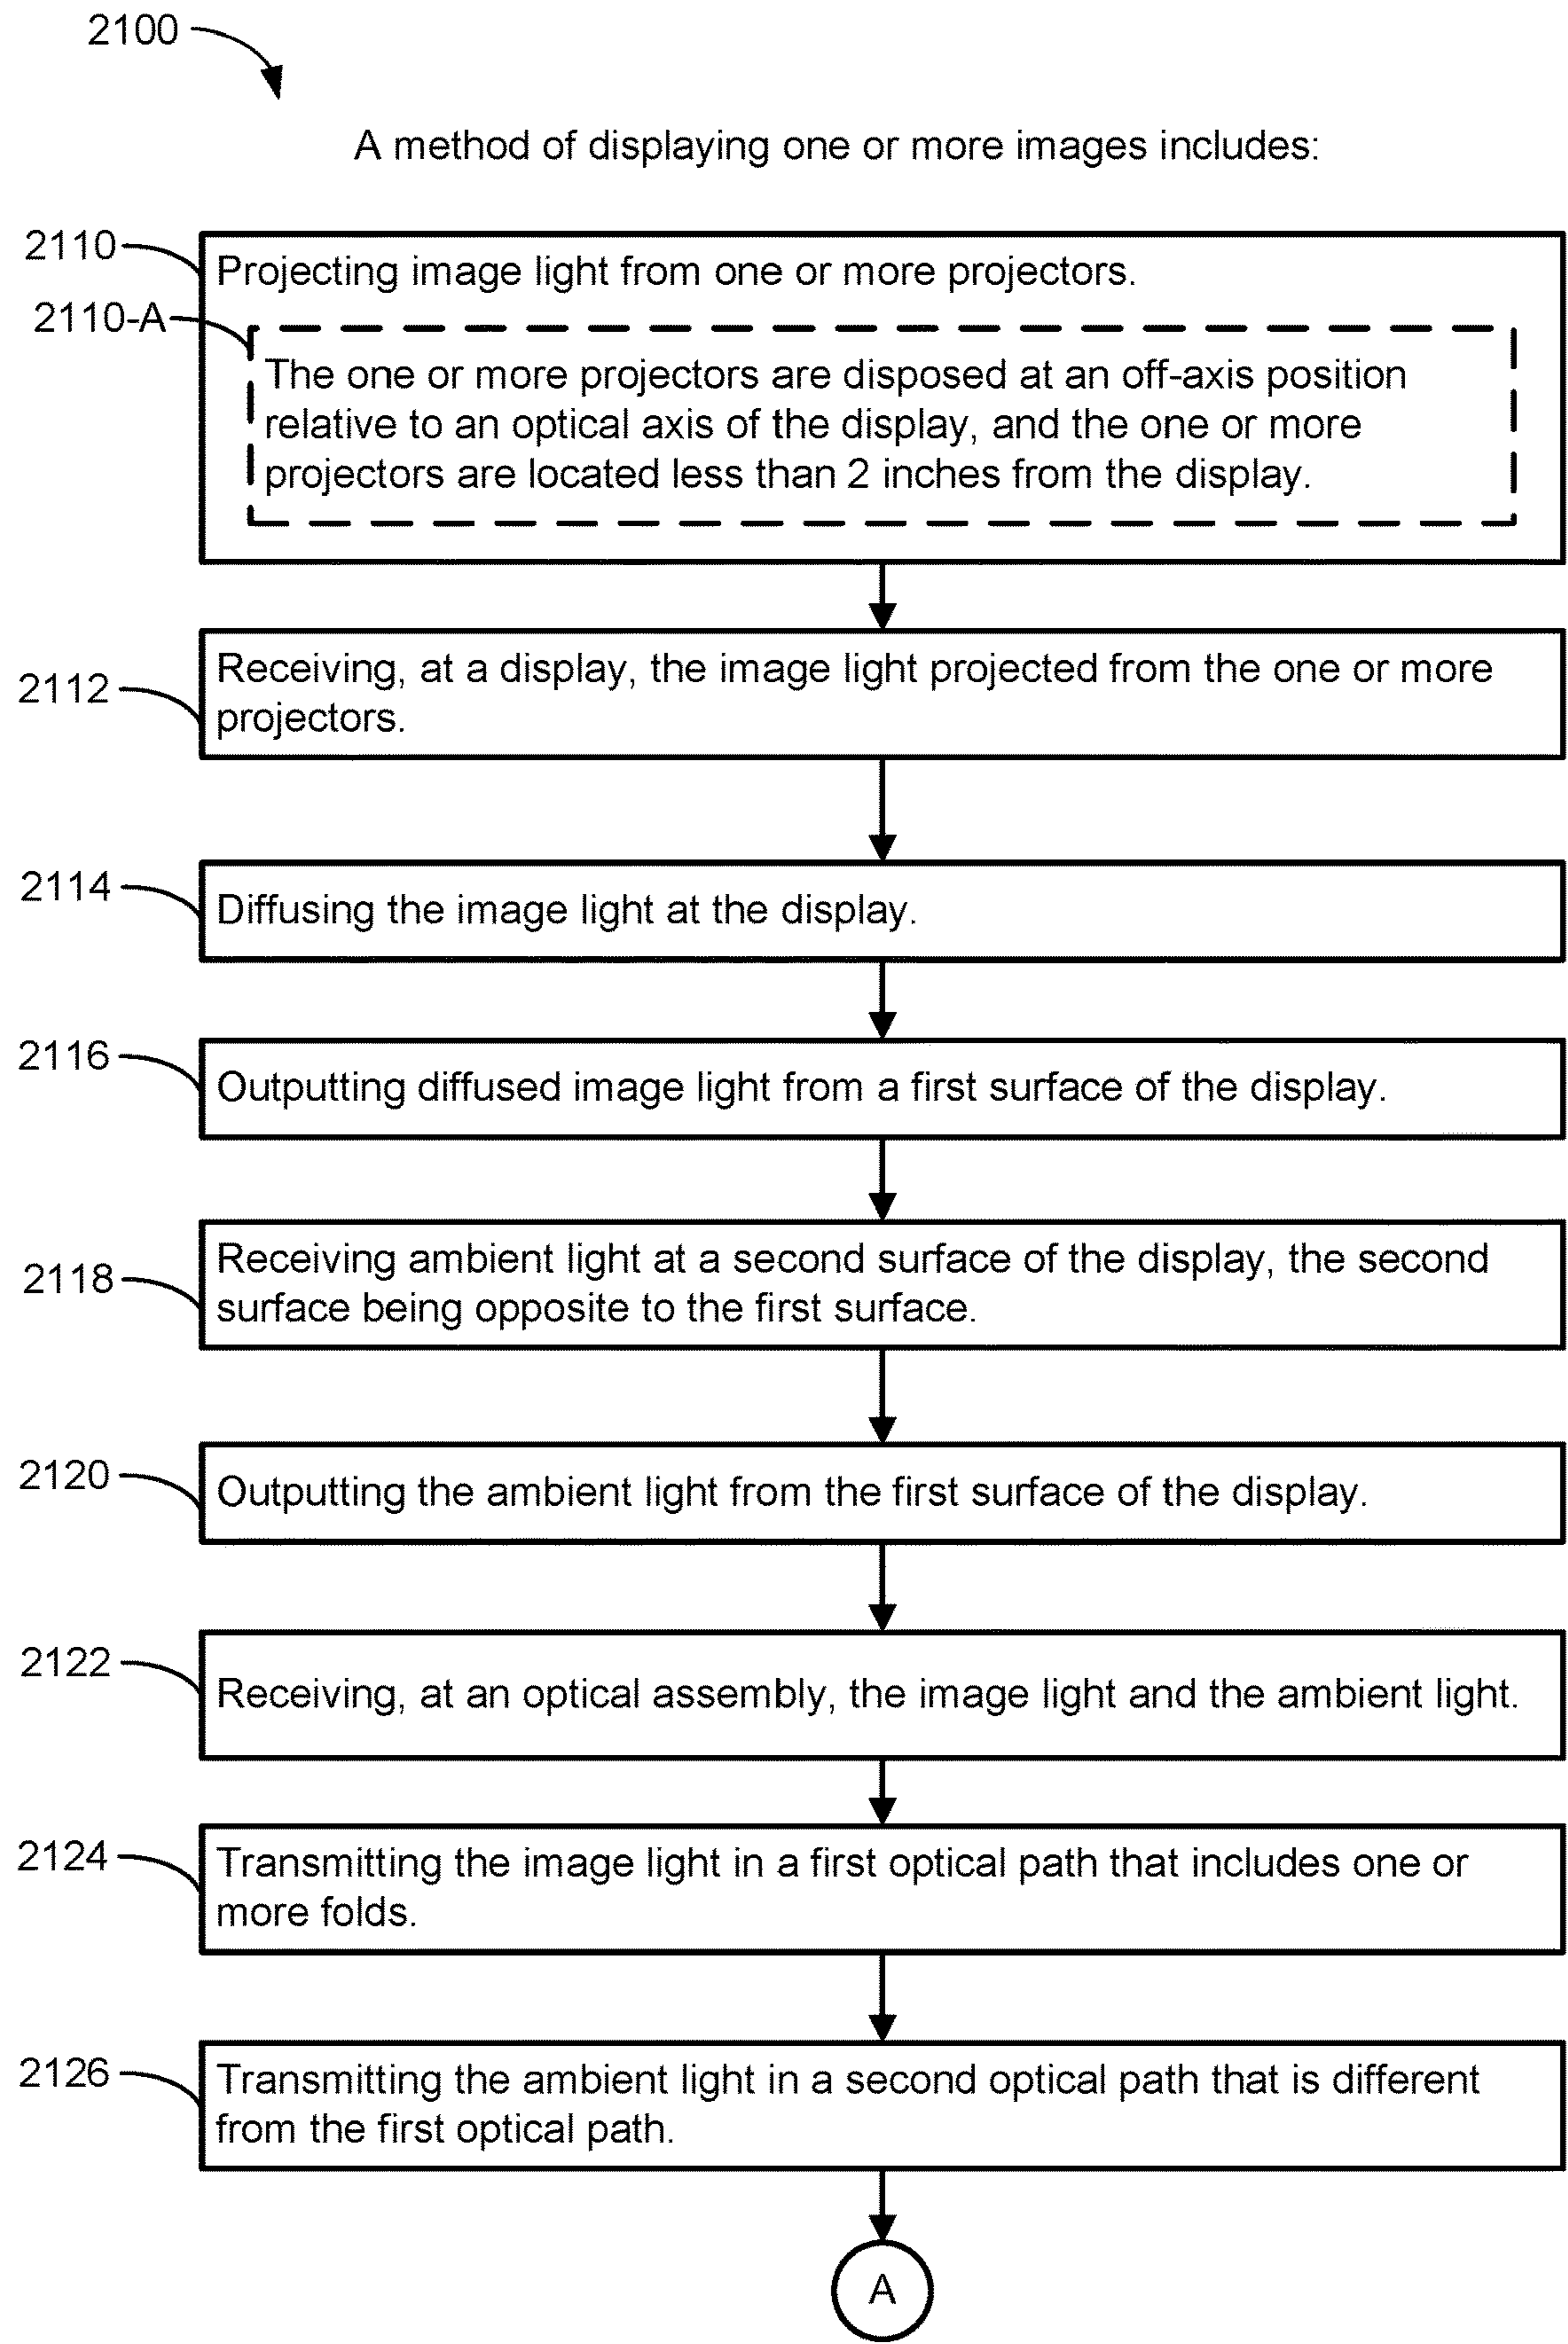 2100
A method of displaying one or more images includes:
2110
Projecting image light from one or more projectors.
2110-A
The one or more projectors are disposed at an off-axis position
relative to an optical axis of the display, and the one or more
projectors are located less than 2 inches from the display.
2112
Receiving, at a display, the image light projected from the one or more
projectors.
2114
Diffusing the image light at the display.
2116
Outputting diffused image light from a first surface of the display.
2118
Receiving ambient light at a second surface of the display, the second
surface being opposite to the first surface.
2120
Outputting the ambient light from the first surface of the display.
2122
Receiving, at an optical assembly, the image light and the ambient light.
2124
Transmitting the image light in a first optical path that includes one or
more folds.
2126
Transmitting the ambient light in a second optical path that is different
from the first optical path.
A